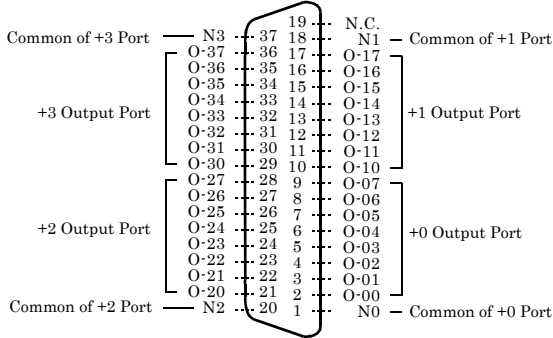 19 N.C.
Common of +3 Port N3 37 18 N1 Common of +1 Port
O-37 36 17 O-17
O-36 35 16 O-16
O-35 34 15 O-15
O-34 33 14 O-14
+3 Output Port O-33 32 13 O-13 +1 Output Port
O-32 31 12 O-12
O-31 30 11 O-11
O-30 29 10 O-10
O-27 28 9 O-07
O-26 27 8 O-06
O-25 26 7 O-05
+2 Output Port O-24 25 6 O-04 +0 Output Port
O-23 24 5 O-03
O-22 23 4 O-02
O-21 22 3 O-01
O-20 21 2 O-00
Common of +2 Port N2 20 1 N0 Common of +0 Port